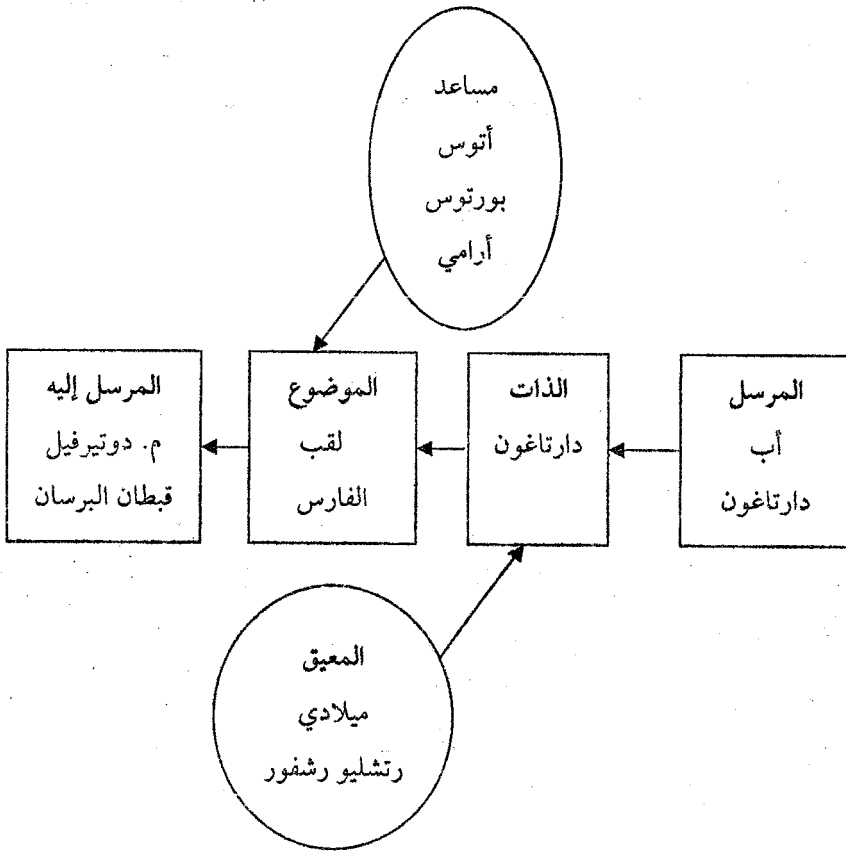 مساعد
أتوس
بورتوس
أرامي
المرسل
أب
دارتاغون
الذات
دارتاغون
الموضوع
لقب
الفارس
المرسل إليه
م. دوتيرفيل
قبطان البرسان
المعيق
ميلادي
رتشليو رشفور